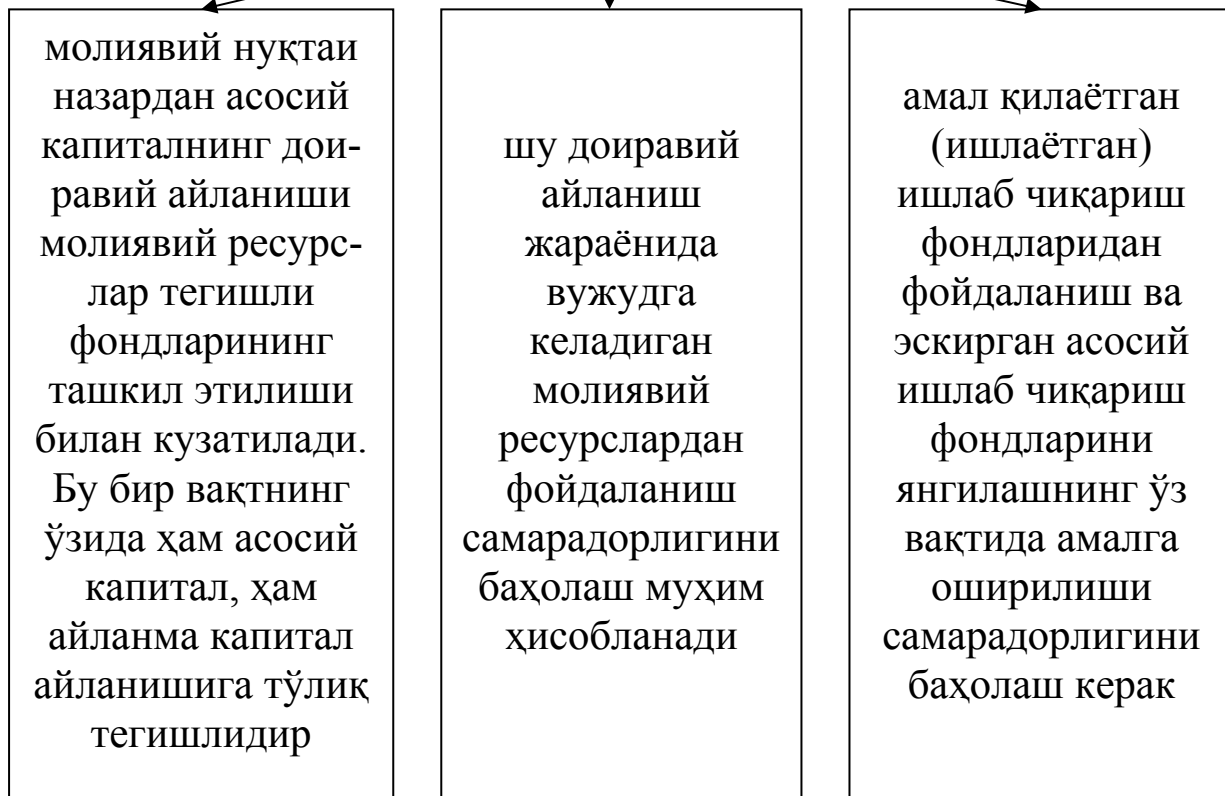 молиявий нуқтаи
назардан асосий
капиталнинг дои-
равий айланиши
молиявий ресурс-
лар тегишли
фондларининг
ташкил этилиши
билан кузатилади.
Бу бир вақтнинг
ўзида ҳам асосий
капитал, ҳам
айланма капитал
айланишига тўлиқ
тегишлидир
шу доиравий
айланиш
жараёнида
вужудга
келадиган
молиявий
ресурслардан
фойдаланиш
самарадорлигини
баҳолаш муҳим
ҳисобланади
амал қилаётган
(ишлаётган)
ишлаб чиқариш
фондларидан
фойдаланиш ва
эскирган асосий
ишлаб чиқариш
фондларини
янгилашнинг ўз
вақтида амалга
оширилиши
самарадорлигини
баҳолаш керак